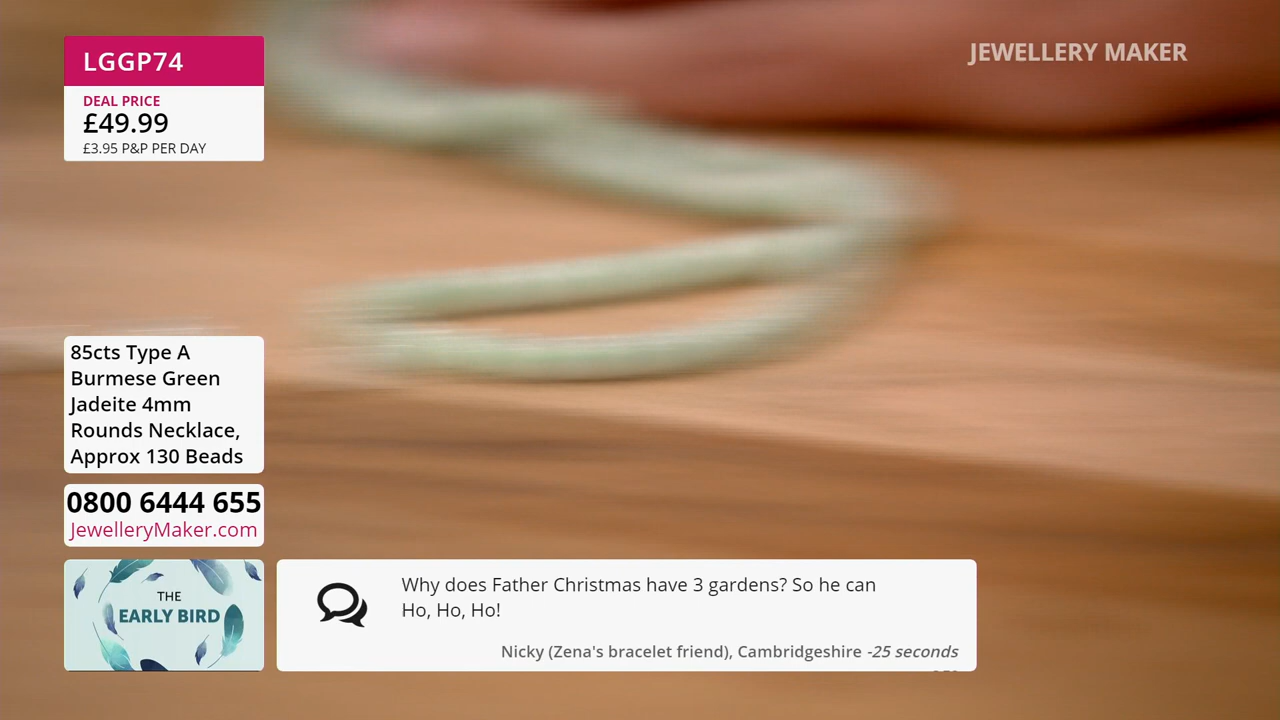 LGGP74
DEAL PRICE
£49.99
£3.95 P&P PER DAY
JEWELLERY MAKER
85cts Type A
Burmese Green
Jadeite 4mm
Rounds Necklace,
Approx 130 Beads
0800 6444 655
JewelleryMaker.com
THE
EARLY BIRD
Why does Father Christmas have 3 gardens? So he can
Ho, Ho, Ho!
Nicky (Zena's bracelet friend), Cambridgeshire -25 seconds